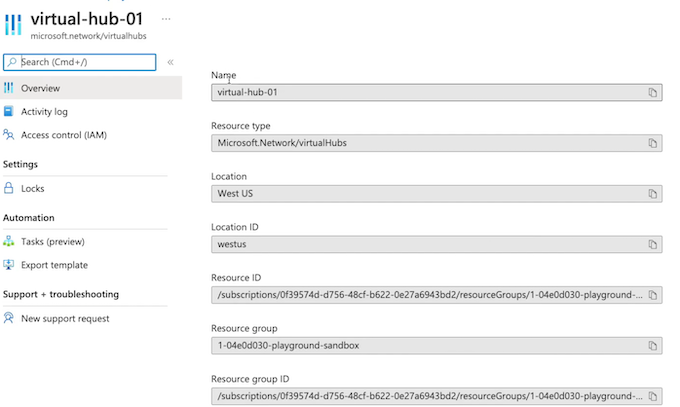 virtual-hub-01 ...
microsoft.network/virtualhubs
Search (Cmd+/)
«
Overview
Activity log
Access control (IAM)
Settings
Locks
Automation
Tasks (preview)
Export template
Support + troubleshooting
New support request
Name
virtual-hub-01
Resource type
Microsoft.Network/virtualHubs
Location
West US
Location ID
westus
Resource ID
/subscriptions/0f39574d-d756-48cf-b622-0e27a6943bd2/resourceGroups/1-04e0d030-playground-...
Resource group
1-04e0d030-playground-sandbox
Resource group ID
/subscriptions/0f39574d-d756-48cf-b622-0e27a6943bd2/resourceGroups/1-04e0d030-playground-...